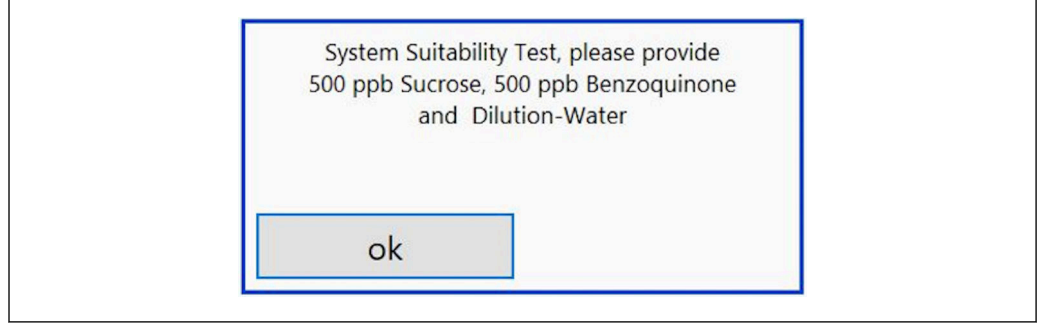 System Suitability Test, please provide
500 ppb Sucrose, 500 ppb Benzoquinone
and Dilution-Water
ok